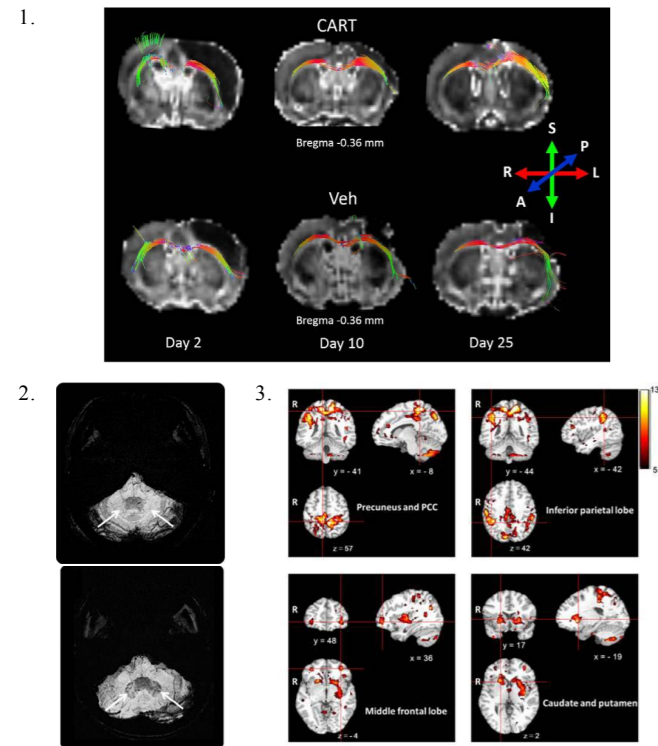 1.
CART
Bregma -0.36 mm
S
P
R
L
A
I
Veh
Bregma -0.36 mm
Day 2
Day 10
Day 25
2.
3.
R
y = - 41
x = - 8
R
Precuneus and PCC
z = 57
R
y = - 44
x = - 42
R
Inferior parietal lobe
z = 42
13
5
R
y = 48
x = 36
R
Middle frontal lobe
z = - 4
R
y = 17
x = - 19
R
Caudate and putamen
z = 2